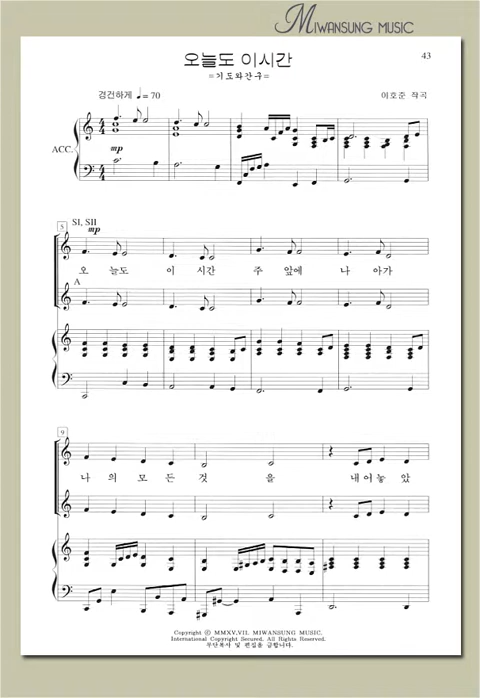 MIWANSUNG MUSIC
오늘도 이시간
43
=기도와간구=
경건하게 ♩= 70
이호준 작곡
ACC.
mp
5
SI, SII
mp
오 늘도 이 시간 주 앞에 나 아가
A
9
나 의 모 든 것 을 내어놓았
Copyright ⓒ MMXV.VII. MIWANSUNG MUSIC.
International Copyright Secured. All Rights Reserved.
무단복사 및 편집을 금합니다.